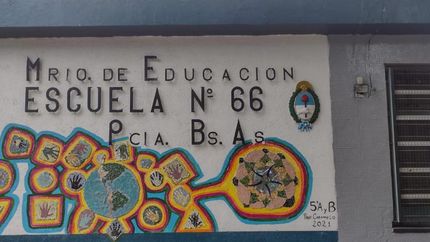 MRIO. DE EDUCACION
ESCUELA Nº 66
PCIA. BS. AS.
5ºA y B
2021